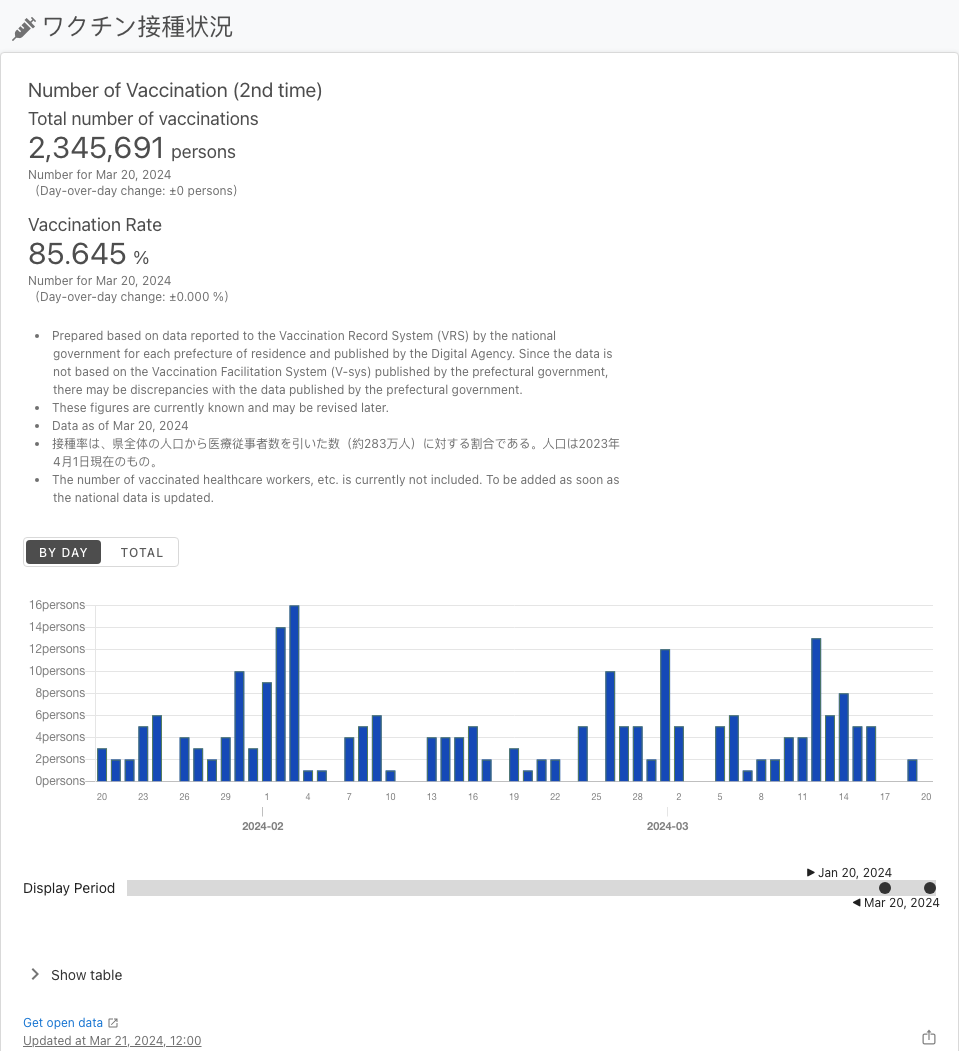 ワクチン接種状況
Number of Vaccination (2nd time)
Total number of vaccinations
2,345,691 persons
Number for Mar 20, 2024
(Day-over-day change: ±0 persons)
Vaccination Rate
85.645 %
Number for Mar 20, 2024
(Day-over-day change: ±0.000 %)
• Prepared based on data reported to the Vaccination Record System (VRS) by the national
government for each prefecture of residence and published by the Digital Agency. Since the data is
not based on the Vaccination Facilitation System (V-sys) published by the prefectural government,
there may be discrepancies with the data published by the prefectural government.
• These figures are currently known and may be revised later.
• Data as of Mar 20, 2024
• 接種率は、県全体の人口から医療従事者数を引いた数（約283万人）に対する割合である。人口は2023年
4月1日現在のもの。
• The number of vaccinated healthcare workers, etc. is currently not included. To be added as soon as
the national data is updated.
BY DAY TOTAL
16persons
14persons
12persons
10persons
8persons
6persons
4persons
2persons
0persons
20 23 26 29 1 4 7 10 13 16 19 22 25 28 2 5 8 11 14 17 20
2024-02 2024-03
Jan 20, 2024
Display Period
Mar 20, 2024
Show table
Get open data
Updated at Mar 21, 2024, 12:00